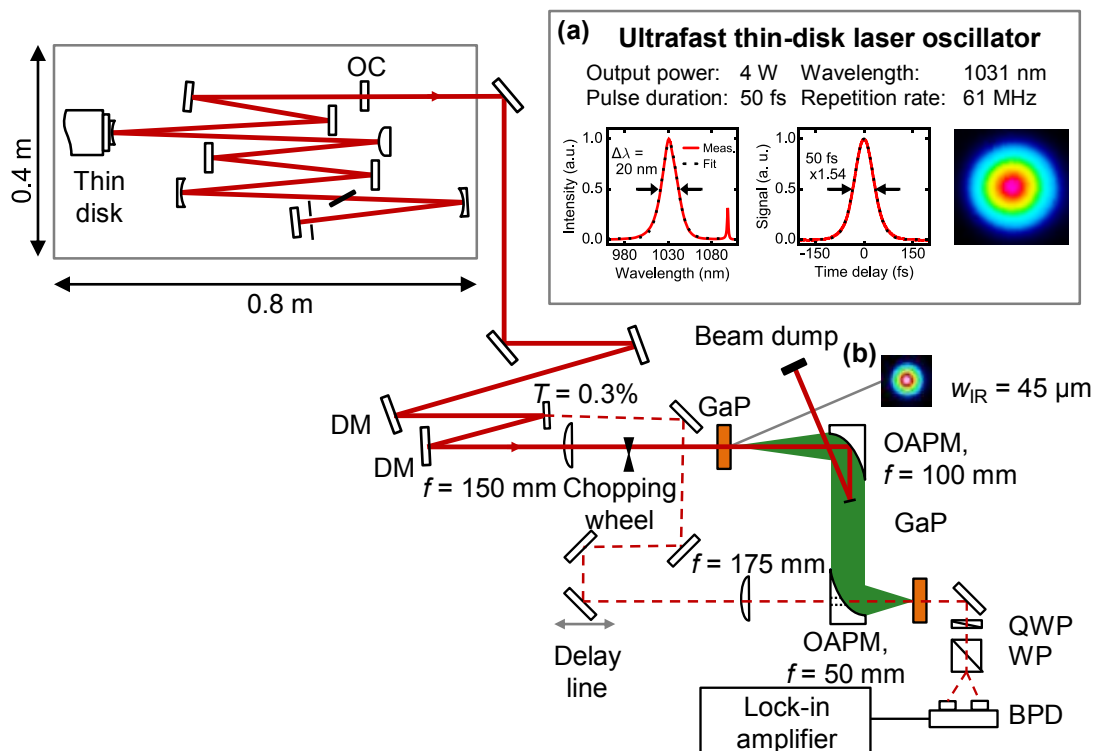 (a) Ultrafast thin-disk laser oscillator
Output power: 4 W Wavelength: 1031 nm
Pulse duration: 50 fs Repetition rate: 61 MHz
OC
Thin
disk
0.4 m
0.8 m
Intensity (a.u.)
1.0
0.5
0.0
Δλ =
20 nm
Meas.
Fit
980 1030 1080
Wavelength (nm)
Signal (a. u.)
1.0
0.5
0.0
50 fs
x1.54
-150 0 150
Time delay (fs)
Beam dump
(b)
w_IR = 45 µm
T = 0.3%
GaP
DM
DM
OAPM,
f = 100 mm
f = 150 mm
Chopping
wheel
GaP
f = 175 mm
Delay
line
OAPM,
f = 50 mm
QWP
WP
BPD
Lock-in
amplifier